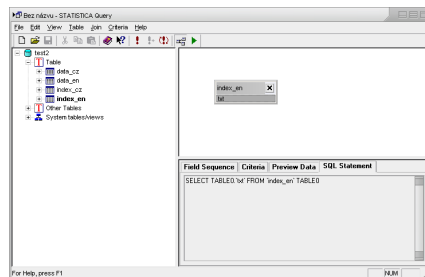 Bez názvu - STATISTICA Query
File Edit View Table Join Criteria Help
test2
Table
data_cz
data_en
index_cz
index_en
Other Tables
System tables/views
index_en
txt
Field Sequence Criteria Preview Data SQL Statement
SELECT TABLE0.`txt` FROM `index_en` TABLE0
For Help, press F1
NUM